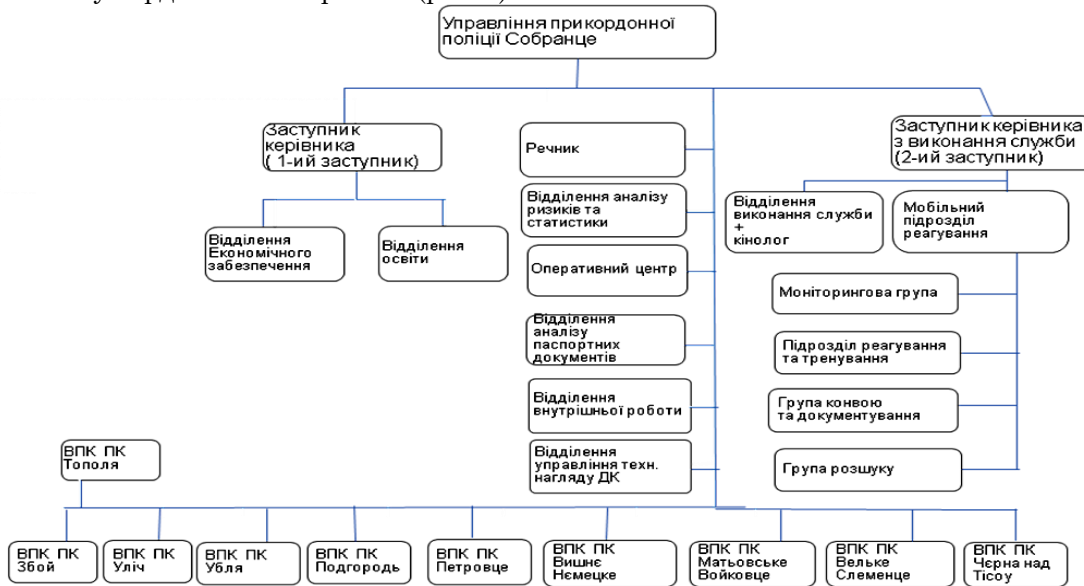 Управління прикордонної
поліції Собранце
Заступник
керівника
( 1-ий заступник)
Речник
Заступник керівника
з виконання служби
(2-ий заступник)
Відділення аналізу
ризиків та
статистики
Відділення
виконання служби
+
кінолог
Мобільний
підрозділ
реагування
Відділення
Економічного
забезпечення
Відділення
освіти
Оперативний центр
Моніторингова група
Відділення
аналізу
паспортних
документів
Підрозділ реагування
та тренування
Відділення
внутрішньої роботи
Група конвою
та документування
ВПК ПК
Тополя
Відділення
управління техн.
нагляду ДК
Група розшуку
ВПК ПК
Збой
ВПК ПК
Уліч
ВПК ПК
Убля
ВПК ПК
Подгородь
ВПК ПК
Петровце
ВПК ПК
Вишнє
Нємецке
ВПК ПК
Матьовське
Войковце
ВПК ПК
Вельке
Слеменце
ВПК ПК
Чєрна над
Тісоу